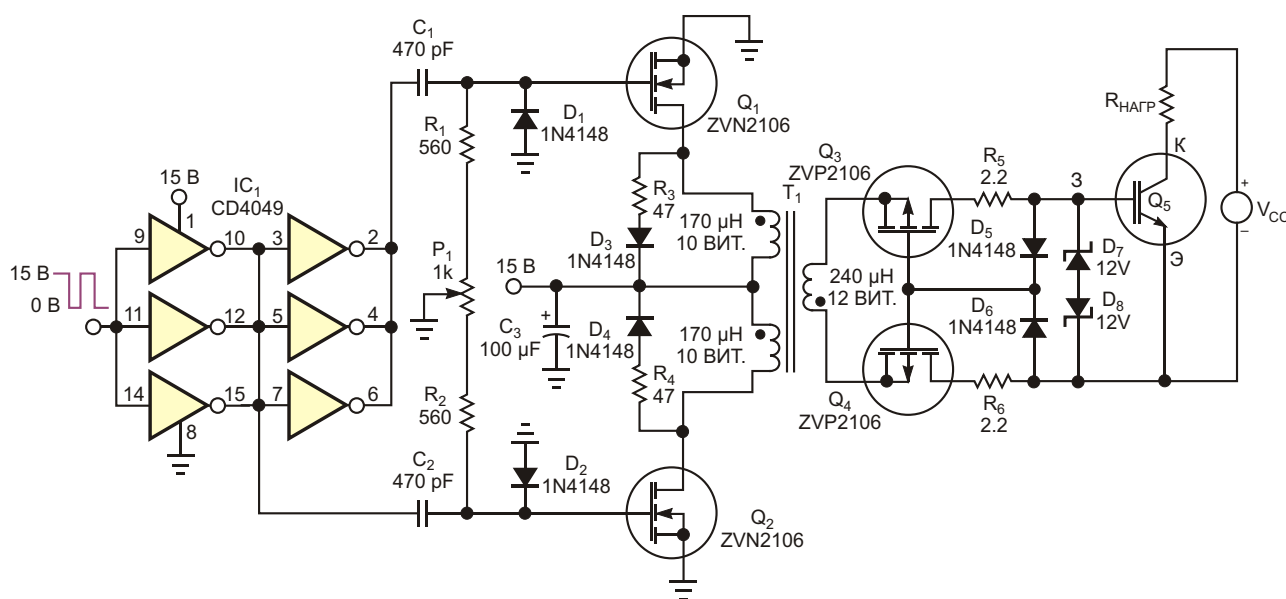 C1
470 pF
Q1
ZVN2106
D1
1N4148
R1
560
15 В
IC1
CD4049
1
9
10
3
2
11
12
5
4
14
15
7
6
8
15 В
0 В
P1
1k
R2
560
C2
470 pF
D2
1N4148
Q2
ZVN2106
R3
47
D3
1N4148
15 В
C3
100 µF
+
D4
1N4148
R4
47
170 µH
10 ВИТ.
170 µH
10 ВИТ.
T1
240 µH
12 ВИТ.
Q3
ZVP2106
Q4
ZVP2106
R5
2.2
R6
2.2
D5
1N4148
D6
1N4148
D7
12V
D8
12V
З
К
Э
Q5
RНАГР
+
VCC
–